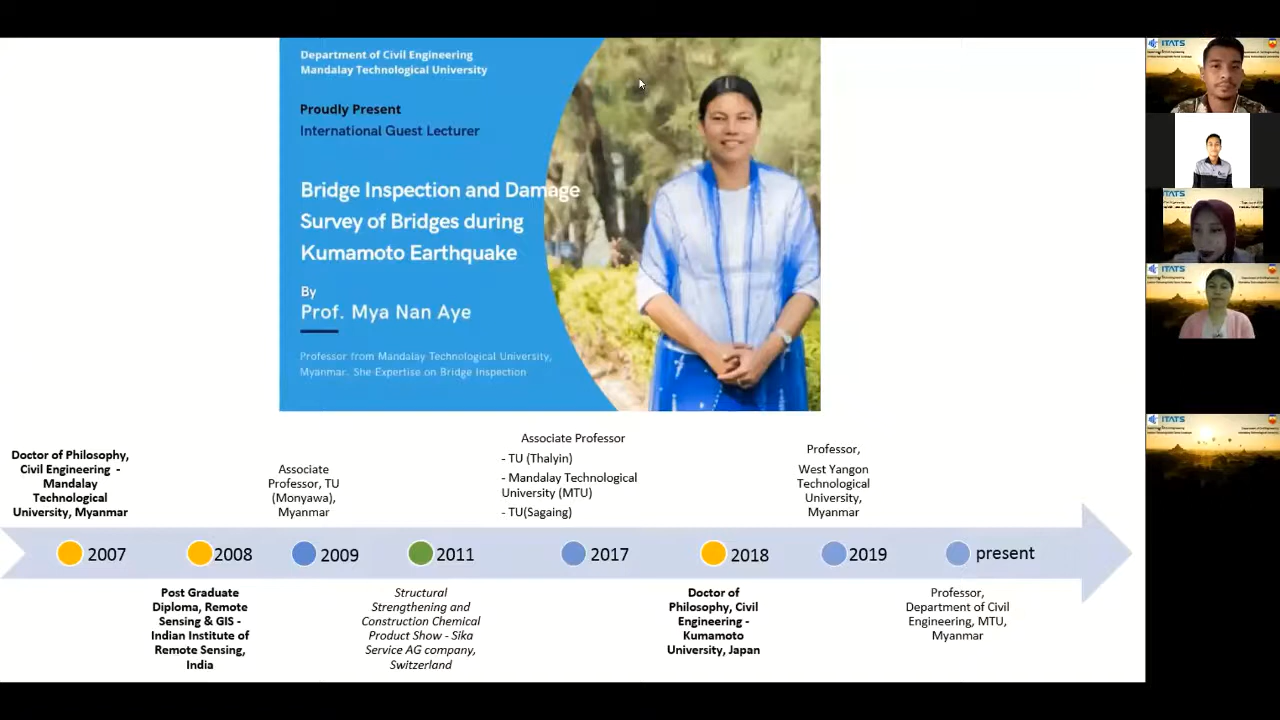 Department of Civil Engineering
Mandalay Technological University
Proudly Present
International Guest Lecturer
Bridge Inspection and Damage
Survey of Bridges during
Kumamoto Earthquake
By
Prof. Mya Nan Aye
Professor from Mandalay Technological University,
Myanmar. She Expertise on Bridge Inspection
Doctor of Philosophy,
Civil Engineering -
Mandalay
Technological
University, Myanmar
Associate
Professor, TU
(Monyawa),
Myanmar
Associate Professor
- TU (Thalyin)
- Mandalay Technological
University (MTU)
- TU(Sagaing)
Professor,
West Yangon
Technological
University,
Myanmar
2007
2008
2009
2011
2017
2018
2019
present
Post Graduate
Diploma, Remote
Sensing & GIS -
Indian Institute of
Remote Sensing,
India
Structural
Strengthening and
Construction Chemical
Product Show - Sika
Service AG company,
Switzerland
Doctor of
Philosophy, Civil
Engineering -
Kumamoto
University, Japan
Professor,
Department of Civil
Engineering, MTU,
Myanmar
ITATS
ITATS
ITATS
ITATS